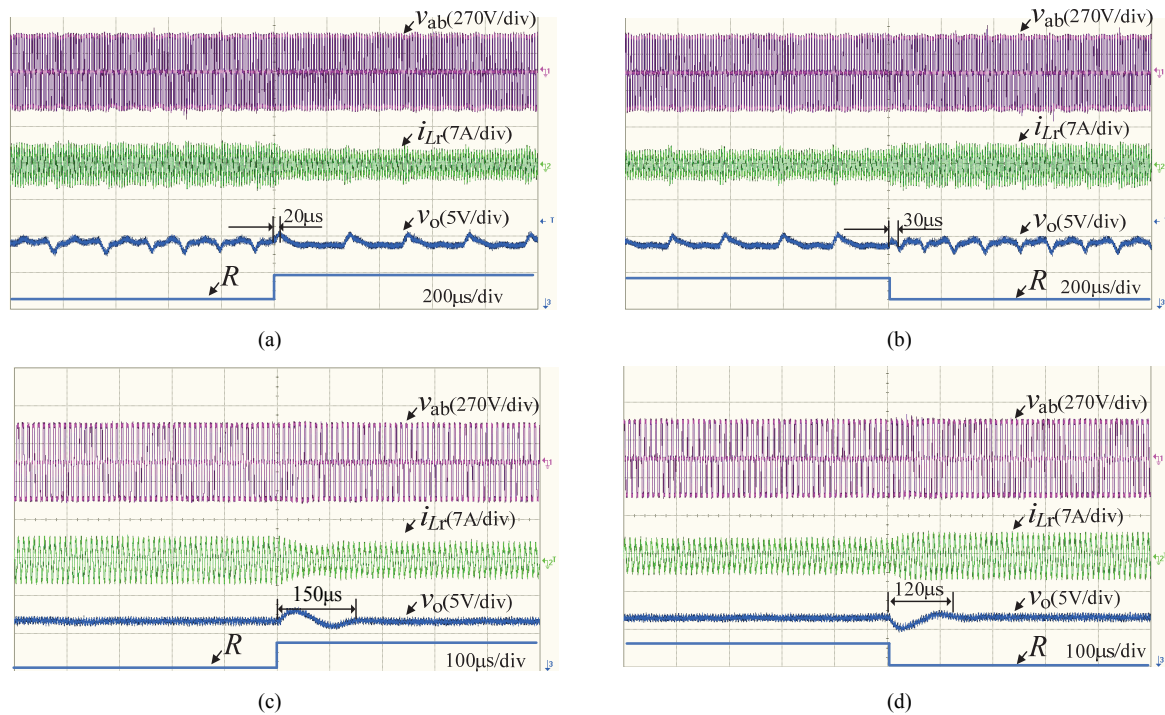 vab(270V/div)
iLr(7A/div)
20μs
vo(5V/div)
R
200μs/div
(a)
vab(270V/div)
iLr(7A/div)
30μs
vo(5V/div)
R
200μs/div
(b)
vab(270V/div)
iLr(7A/div)
150μs
vo(5V/div)
R
100μs/div
(c)
vab(270V/div)
iLr(7A/div)
120μs
vo(5V/div)
R
100μs/div
(d)